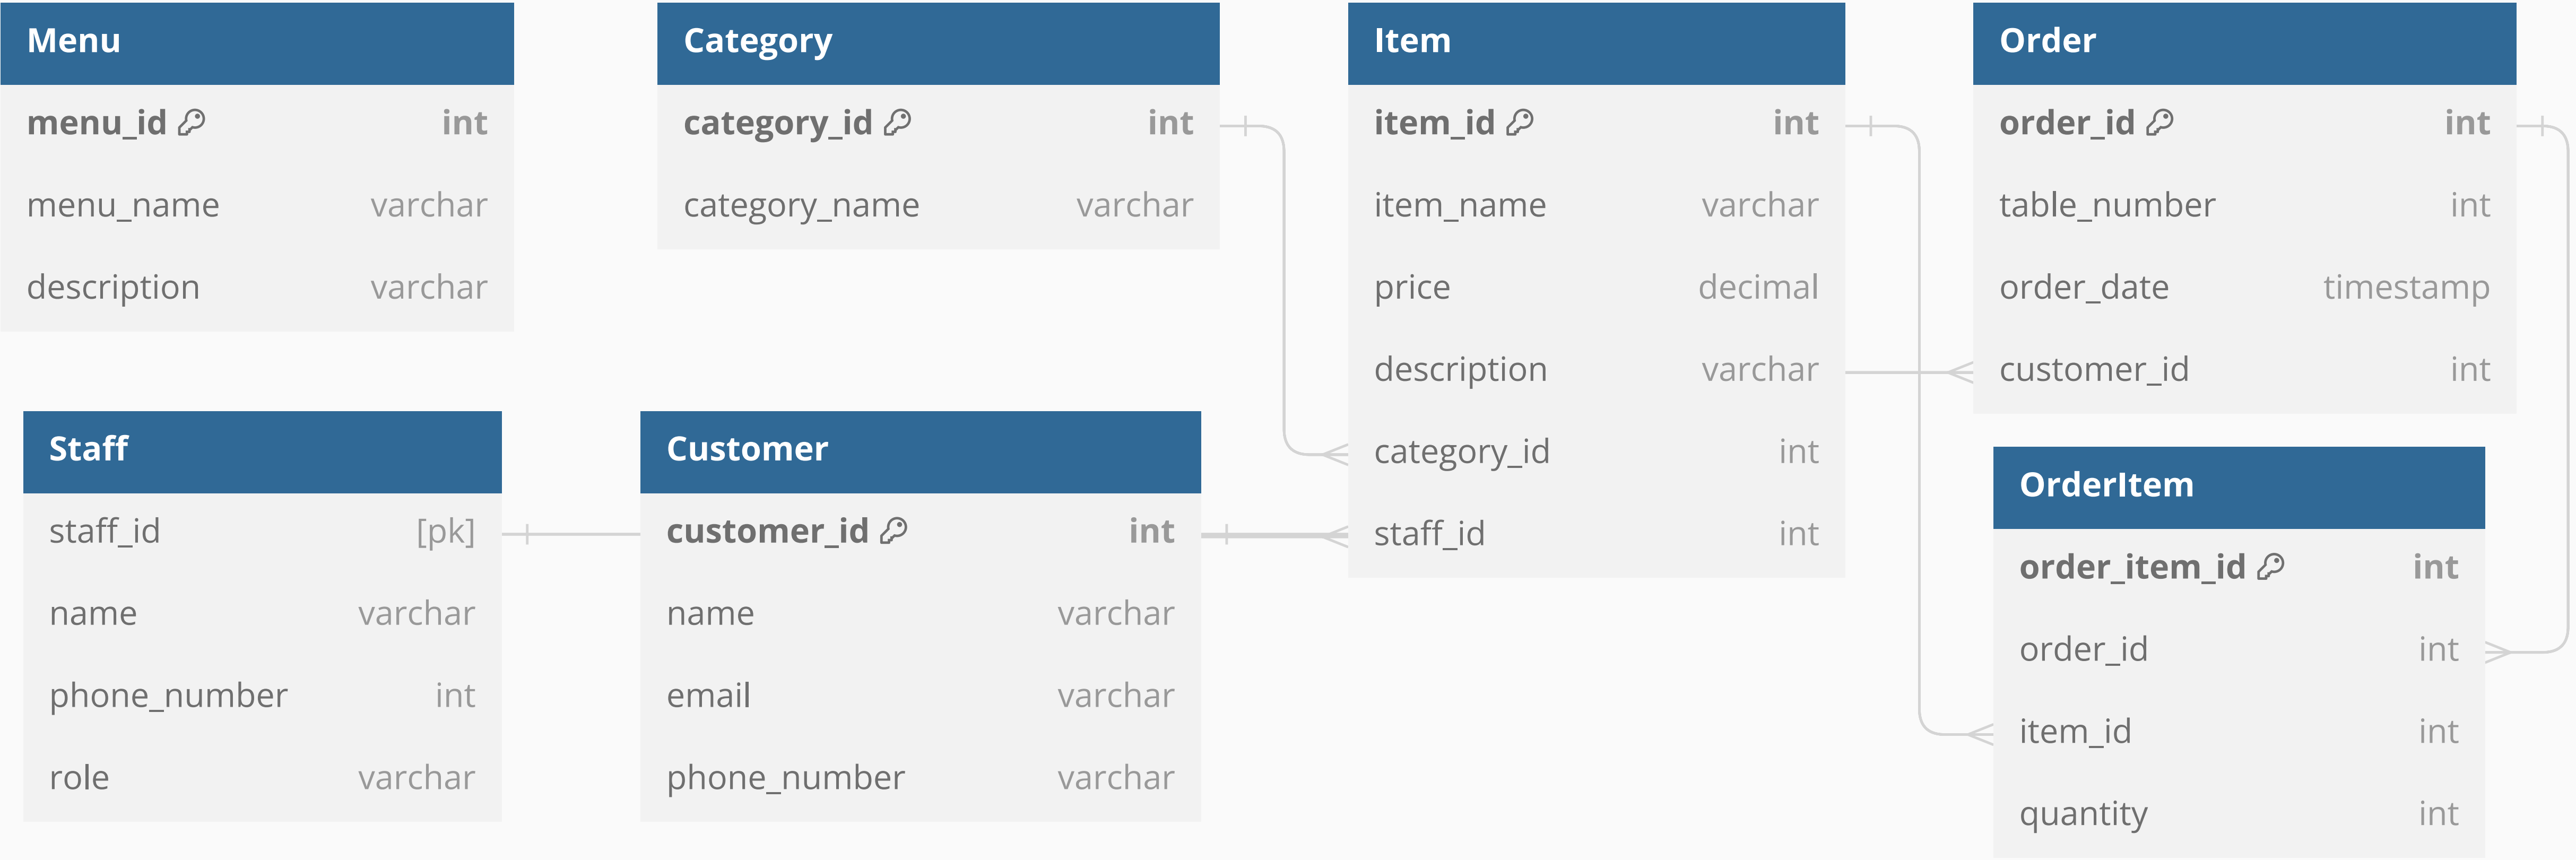 Menu
menu_id int
menu_name varchar
description varchar
Category
category_id int
category_name varchar
Item
item_id int
item_name varchar
price decimal
description varchar
category_id int
staff_id int
Order
order_id int
table_number int
order_date timestamp
customer_id int
Staff
staff_id [pk]
name varchar
phone_number int
role varchar
Customer
customer_id int
name varchar
email varchar
phone_number varchar
OrderItem
order_item_id int
order_id int
item_id int
quantity int